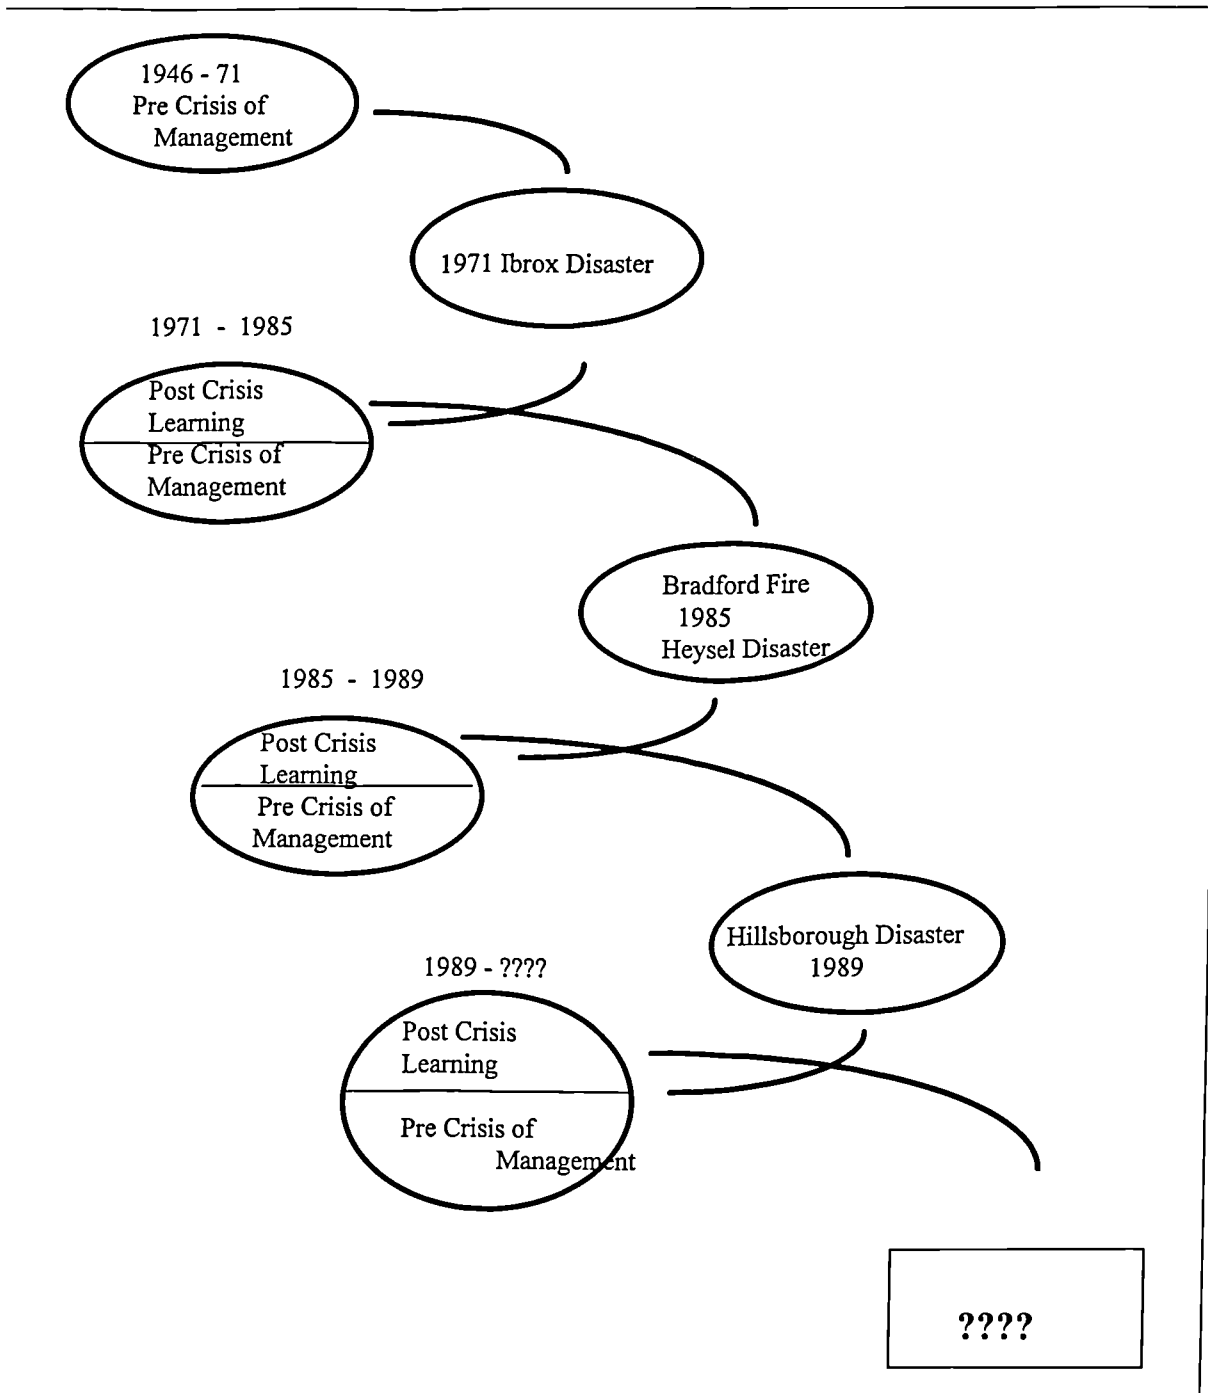 1946 - 71
Pre Crisis of
Management
1971 Ibrox Disaster
1971 - 1985
Post Crisis
Learning
Pre Crisis of
Management
Bradford Fire
1985
Heysel Disaster
1985 - 1989
Post Crisis
Learning
Pre Crisis of
Management
Hillsborough Disaster
1989
1989 - ????
Post Crisis
Learning
Pre Crisis of
Management
????